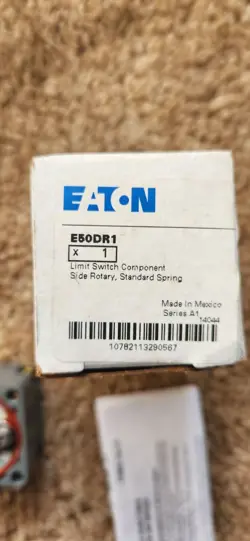 EATON
E50DR1
x 1
Limit Switch Component
Side Rotary, Standard Spring
Made In Mexico
Series A1
14044
10782113290567